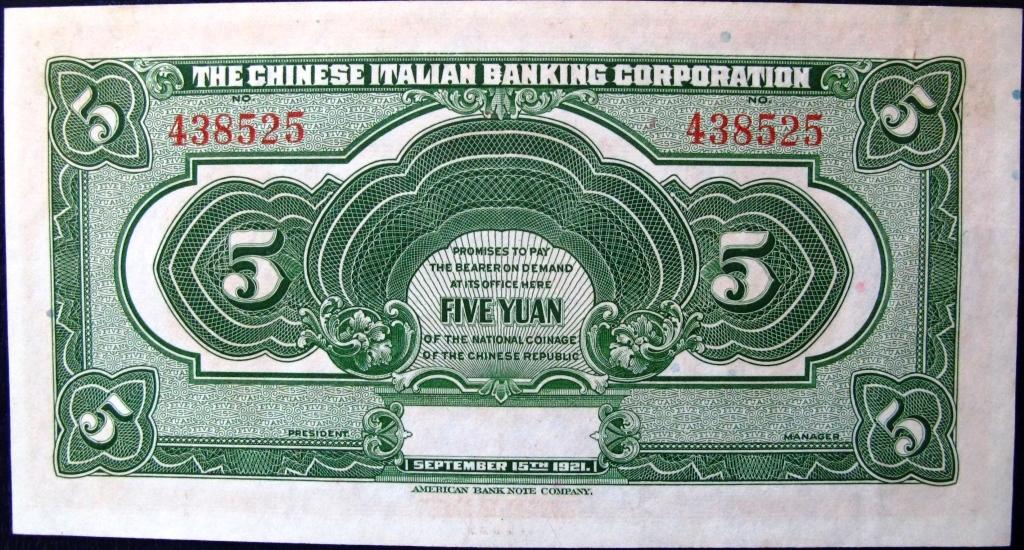 THE CHINESE ITALIAN BANKING CORPORATION
5 5
NO. NO.
438525 438525
5 5
PROMISES TO PAY
THE BEARER ON DEMAND
AT ITS OFFICE HERE
FIVE YUAN
OF THE NATIONAL COINAGE
OF THE CHINESE REPUBLIC
5 5
PRESIDENT MANAGER
SEPTEMBER 15TH 1921.
AMERICAN BANK NOTE COMPANY.